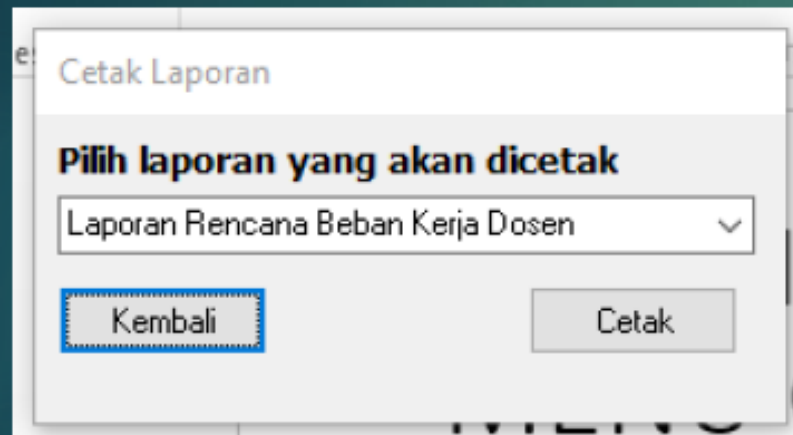 Cetak Laporan
Pilih laporan yang akan dicetak
Laporan Rencana Beban Kerja Dosen
Kembali Cetak